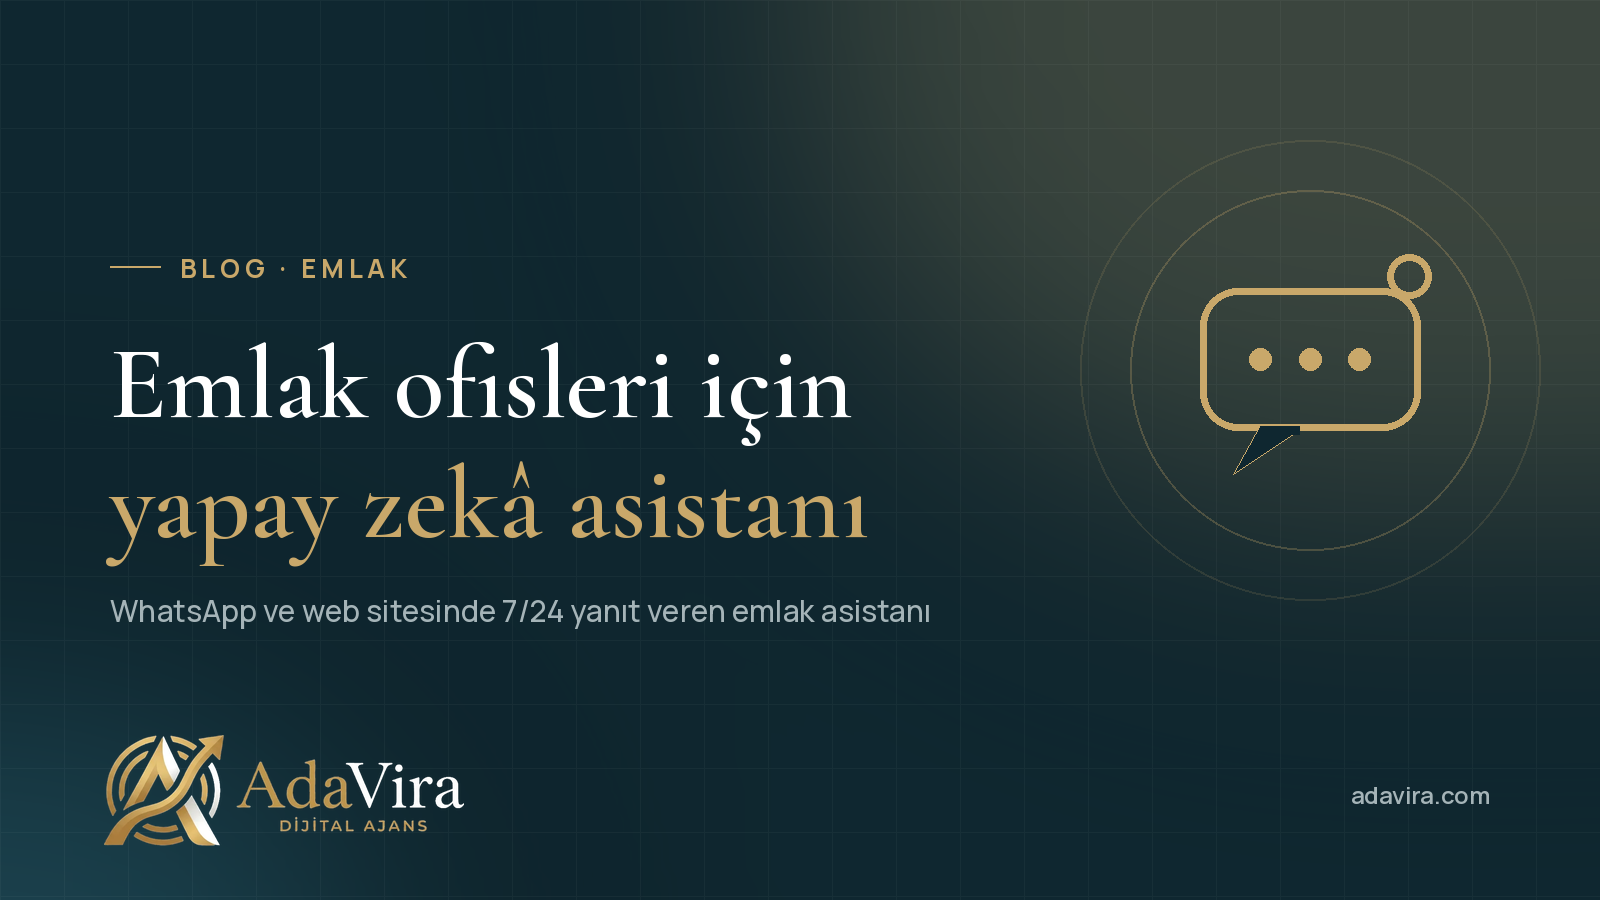 BLOG · EMLAK
Emlak ofisleri için
yapay zekâ asistanı
WhatsApp ve web sitesinde 7/24 yanıt veren emlak asistanı
AdaVira
DİJİTAL AJANS
adavira.com